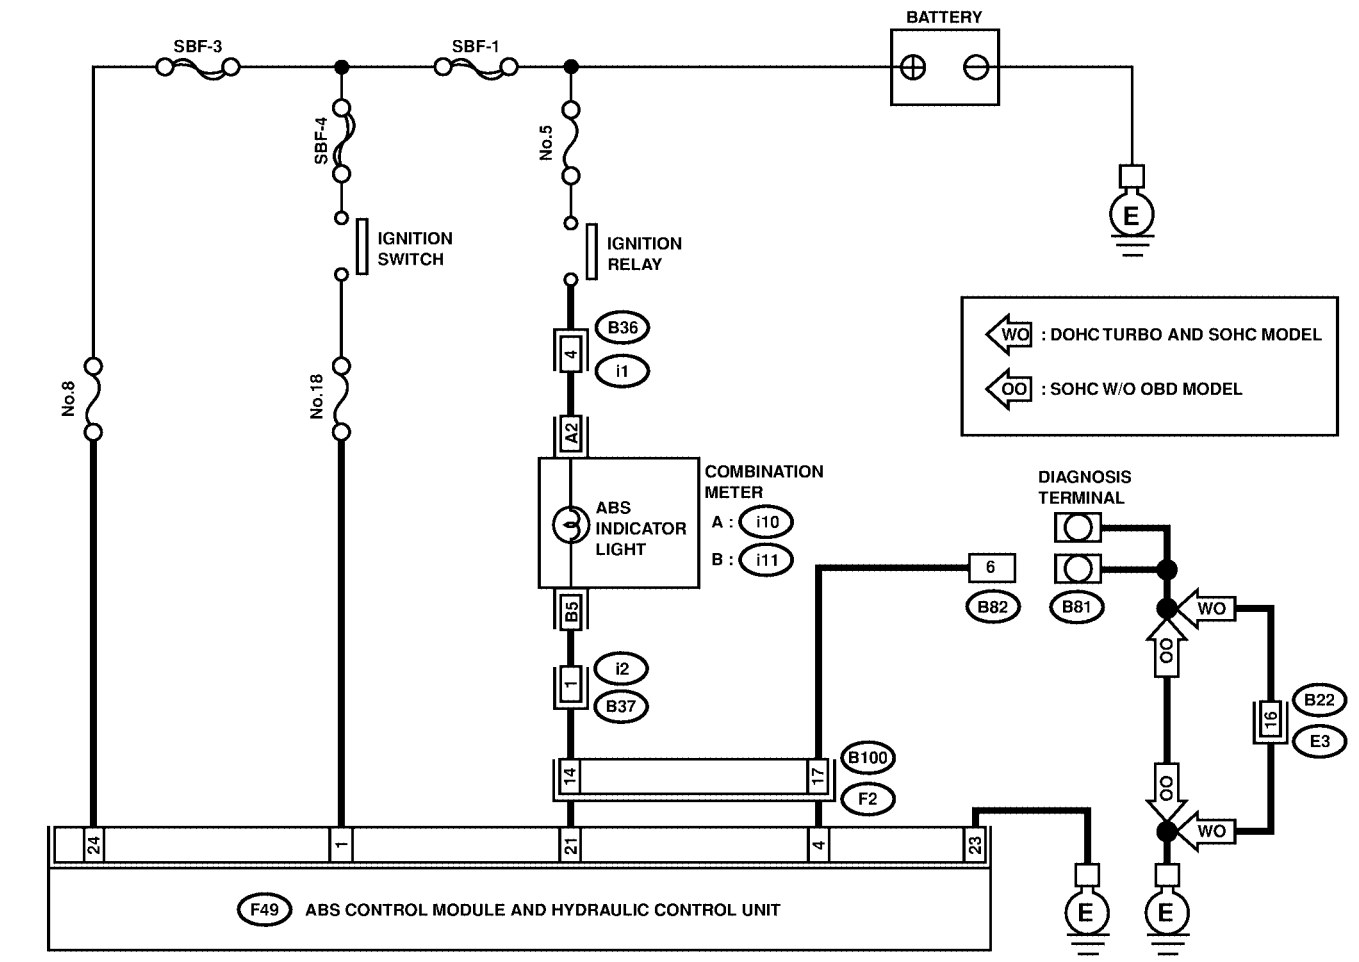 BATTERY
SBF-3
SBF-1
SBF-4
No.5
E
IGNITION
SWITCH
IGNITION
RELAY
B36
4
i1
WO : DOHC TURBO AND SOHC MODEL
OO : SOHC W/O OBD MODEL
No.8
No.18
A2
COMBINATION
METER
A : i10
B : i11
ABS
INDICATOR
LIGHT
DIAGNOSIS
TERMINAL
6
B82
B81
WO
OO
B5
i2
1
B37
B22
16
E3
B100
14
17
F2
OO
WO
24
1
21
4
23
F49 ABS CONTROL MODULE AND HYDRAULIC CONTROL UNIT
E
E